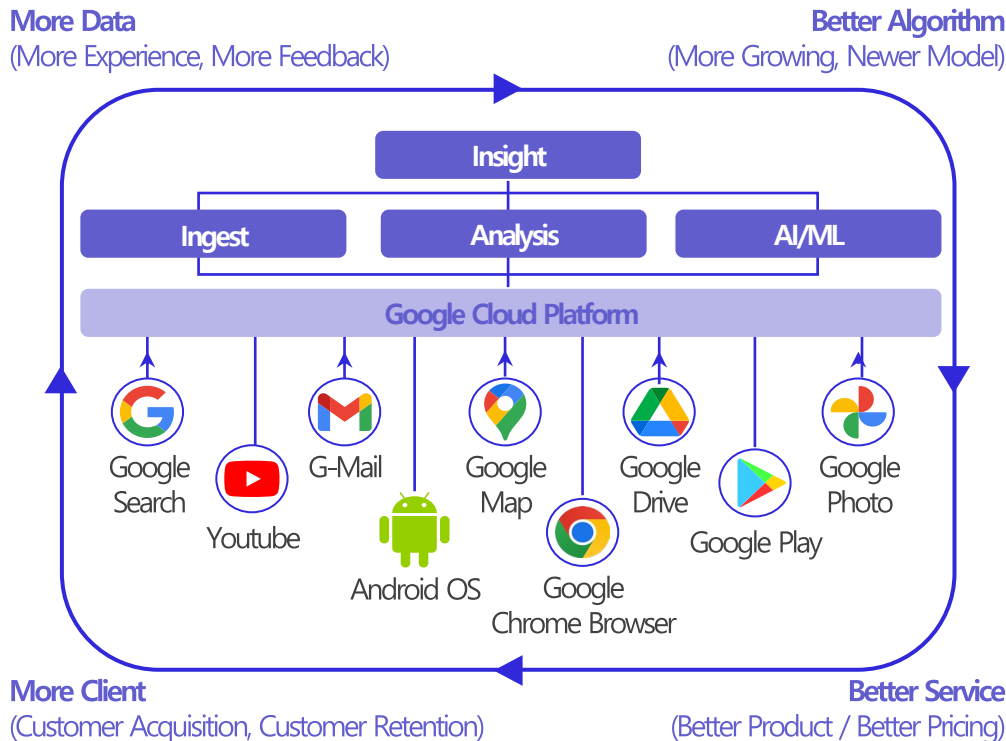 More Data
(More Experience, More Feedback)
Better Algorithm
(More Growing, Newer Model)
Insight
Ingest
Analysis
AI/ML
Google Cloud Platform
Google
Search
Youtube
G-Mail
Android OS
Google
Map
Google
Chrome Browser
Google
Drive
Google Play
Google
Photo
More Client
(Customer Acquisition, Customer Retention)
Better Service
(Better Product / Better Pricing)